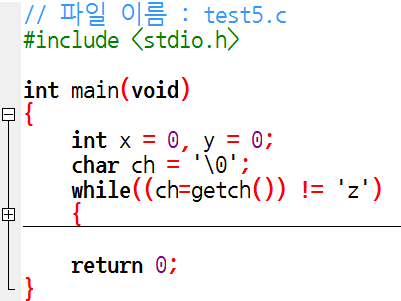 // 파일 이름 : test5.c
#include <stdio.h>
int main(void)
{
int x = 0, y = 0;
char ch = '\0';
while((ch=getch()) != 'z')
{
return 0;
}